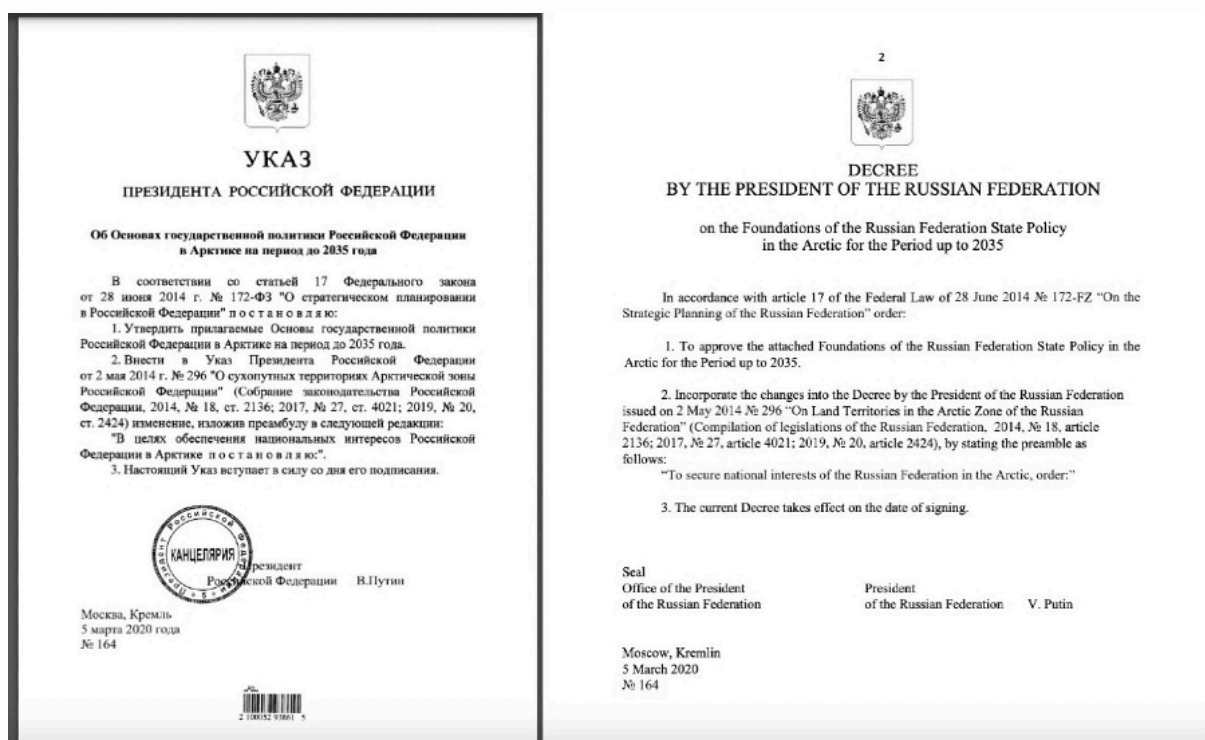 УКАЗ
ПРЕЗИДЕНТА РОССИЙСКОЙ ФЕДЕРАЦИИ
Об Основах государственной политики Российской Федерации
в Арктике на период до 2035 года
В соответствии со статьей 17 Федерального закона
от 28 июня 2014 г. № 172-ФЗ "О стратегическом планировании
в Российской Федерации" п о с т а н о в л я ю:
1. Утвердить прилагаемые Основы государственной политики
Российской Федерации в Арктике на период до 2035 года.
2. Внести в Указ Президента Российской Федерации
от 2 мая 2014 г. № 296 "О сухопутных территориях Арктической зоны
Российской Федерации" (Собрание законодательства Российской
Федерации, 2014, № 18, ст. 2136; 2017, № 27, ст. 4021; 2019, № 20,
ст. 2424) изменение, изложив преамбулу в следующей редакции:
"В целях обеспечения национальных интересов Российской
Федерации в Арктике п о с т а н о в л я ю:".
3. Настоящий Указ вступает в силу со дня его подписания.
Президент Российской Федерации * 5 *
КАНЦЕЛЯРИЯ
Президент
Российской Федерации В.Путин
Москва, Кремль
5 марта 2020 года
№ 164
2 100052 93861 5
2
DECREE
BY THE PRESIDENT OF THE RUSSIAN FEDERATION
on the Foundations of the Russian Federation State Policy
in the Arctic for the Period up to 2035
In accordance with article 17 of the Federal Law of 28 June 2014 № 172-FZ “On the
Strategic Planning of the Russian Federation” order:
1. To approve the attached Foundations of the Russian Federation State Policy in the
Arctic for the Period up to 2035.
2. Incorporate the changes into the Decree by the President of the Russian Federation
issued on 2 May 2014 № 296 “On Land Territories in the Arctic Zone of the Russian
Federation” (Compilation of legislations of the Russian Federation, 2014, № 18, article
2136; 2017, № 27, article 4021; 2019, № 20, article 2424), by stating the preamble as
follows:
“To secure national interests of the Russian Federation in the Arctic, order:”
3. The current Decree takes effect on the date of signing.
Seal
Office of the President
of the Russian Federation
President
of the Russian Federation V. Putin
Moscow, Kremlin
5 March 2020
№ 164